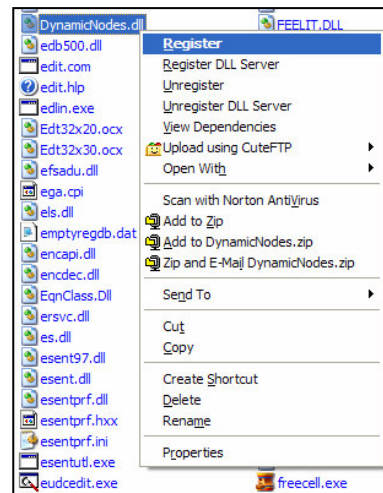 DynamicNodes.dll
edb500.dll
edit.com
edit.hlp
edlin.exe
Edt32x20.ocx
Edt32x30.ocx
efsadu.dll
ega.cpi
els.dll
emptyregdb.dat
encapi.dll
encdec.dll
EqnClass.Dll
ersvc.dll
es.dll
esent97.dll
esent.dll
esentprf.dll
esentprf.hxx
esentprf.ini
esentutl.exe
eudcedit.exe
FEELIT.DLL
Register
Register DLL Server
Unregister
Unregister DLL Server
View Dependencies
Upload using CuteFTP
Open With
Scan with Norton AntiVirus
Add to Zip
Add to DynamicNodes.zip
Zip and E-Mail DynamicNodes.zip
Send To
Cut
Copy
Create Shortcut
Delete
Rename
Properties
freecell.exe